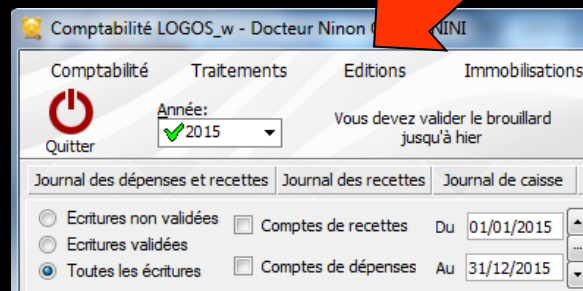 Comptabilité LOGOS_w - Docteur Ninon
Comptabilité Traitements Editions Immobilisations
Quitter
Année:
2015
Vous devez valider le brouillard
jusqu'à hier
Journal des dépenses et recettes Journal des recettes Journal de caisse
Ecritures non validées
Ecritures validées
Toutes les écritures
Comptes de recettes
Comptes de dépenses
Du 01/01/2015
Au 31/12/2015
...